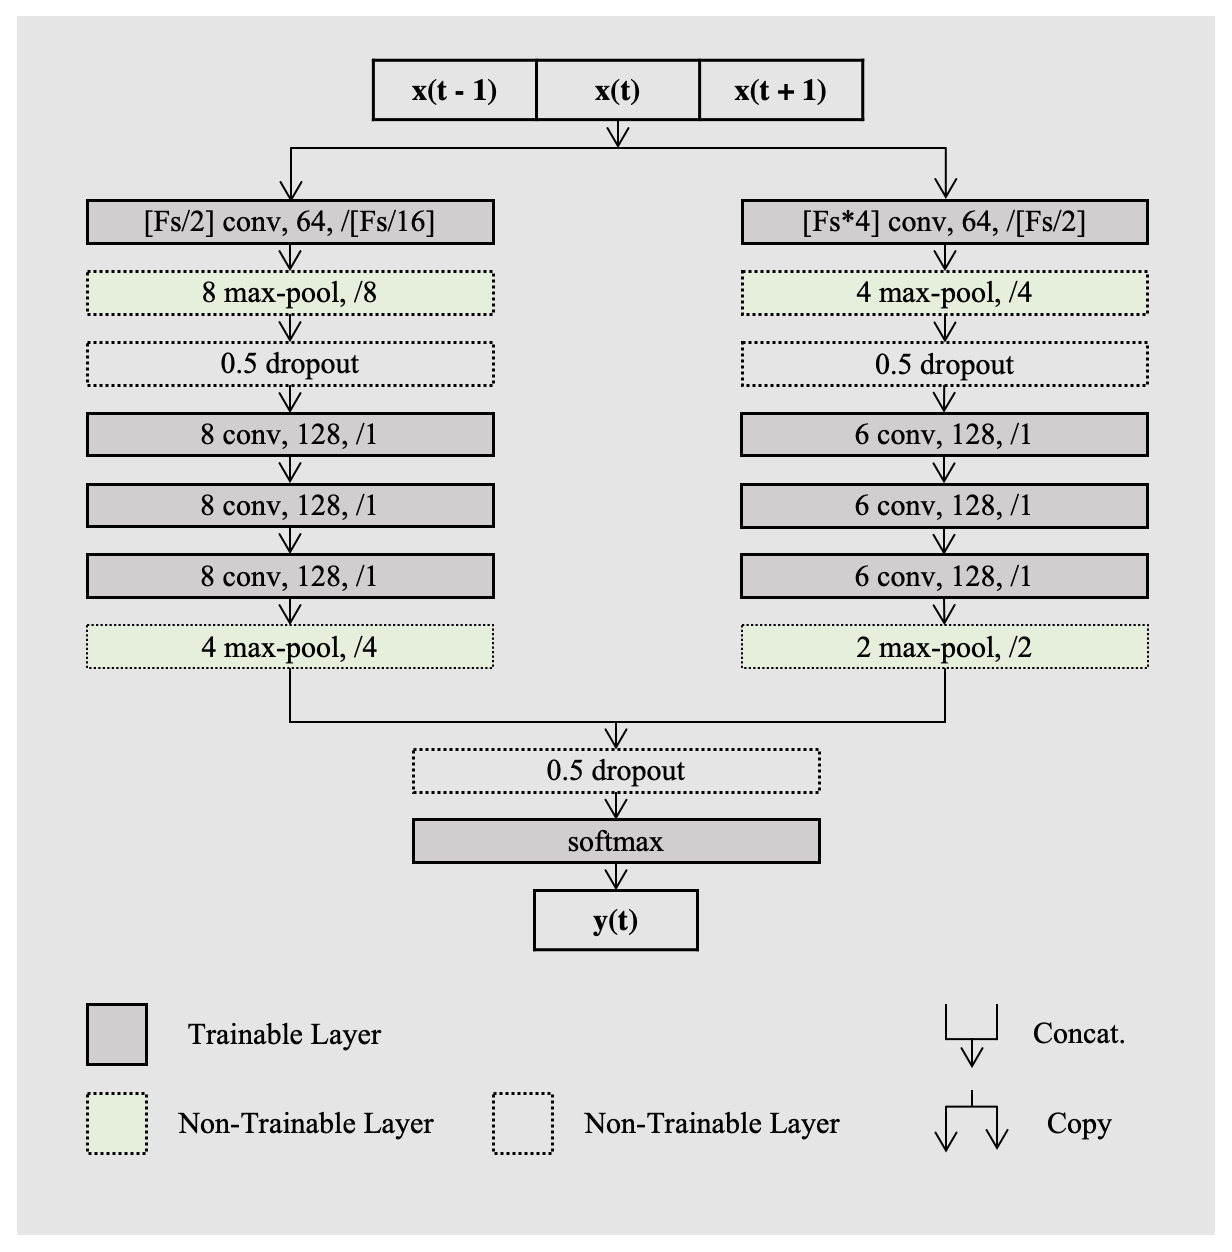 x(t - 1) x(t) x(t + 1)
[Fs/2] conv, 64, /[Fs/16]
8 max-pool, /8
0.5 dropout
8 conv, 128, /1
8 conv, 128, /1
8 conv, 128, /1
4 max-pool, /4
[Fs*4] conv, 64, /[Fs/2]
4 max-pool, /4
0.5 dropout
6 conv, 128, /1
6 conv, 128, /1
6 conv, 128, /1
2 max-pool, /2
0.5 dropout
softmax
y(t)
Trainable Layer
Concat.
Non-Trainable Layer
Non-Trainable Layer
Copy